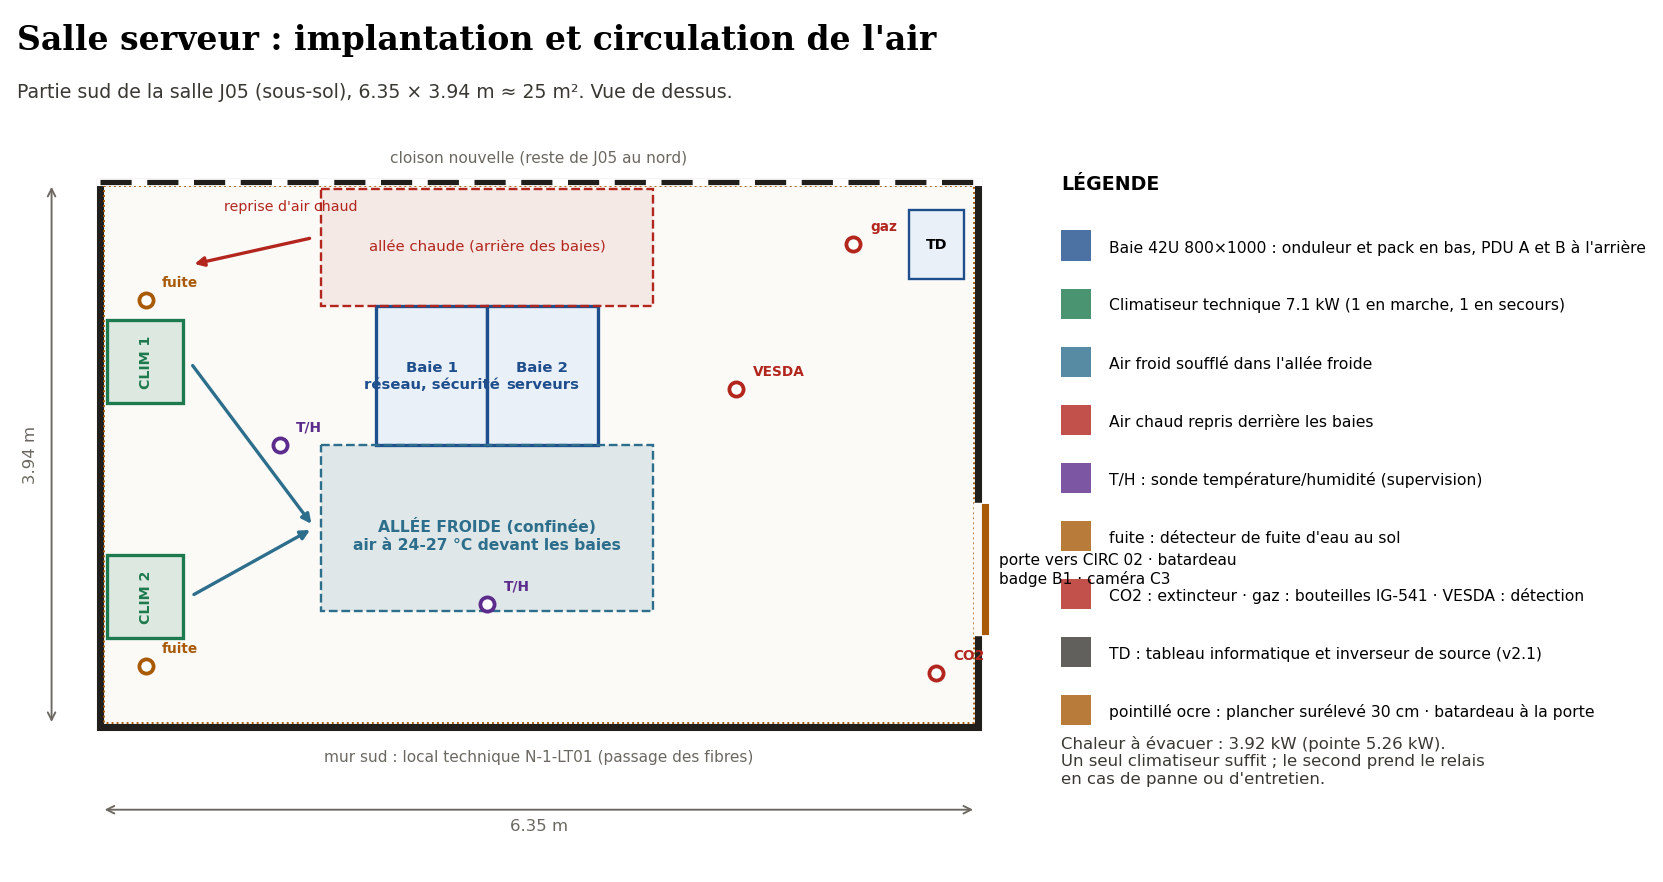 Salle serveur : implantation et circulation de l'air
Partie sud de la salle J05 (sous-sol), 6.35 × 3.94 m ≈ 25 m². Vue de dessus.
cloison nouvelle (reste de J05 au nord)
reprise d'air chaud
allée chaude (arrière des baies)
gaz
TD
fuite
CLIM 1
Baie 1
réseau, sécurité
Baie 2
serveurs
VESDA
T/H
3.94 m
ALLÉE FROIDE (confinée)
air à 24-27 °C devant les baies
T/H
CLIM 2
fuite
porte vers CIRC 02 · batardeau
badge B1 · caméra C3
CO2
mur sud : local technique N-1-LT01 (passage des fibres)
6.35 m
LÉGENDE
Baie 42U 800×1000 : onduleur et pack en bas, PDU A et B à l'arrière
Climatiseur technique 7.1 kW (1 en marche, 1 en secours)
Air froid soufflé dans l'allée froide
Air chaud repris derrière les baies
T/H : sonde température/humidité (supervision)
fuite : détecteur de fuite d'eau au sol
CO2 : extincteur · gaz : bouteilles IG-541 · VESDA : détection
TD : tableau informatique et inverseur de source (v2.1)
pointillé ocre : plancher surélevé 30 cm · batardeau à la porte
Chaleur à évacuer : 3.92 kW (pointe 5.26 kW).
Un seul climatiseur suffit ; le second prend le relais
en cas de panne ou d'entretien.